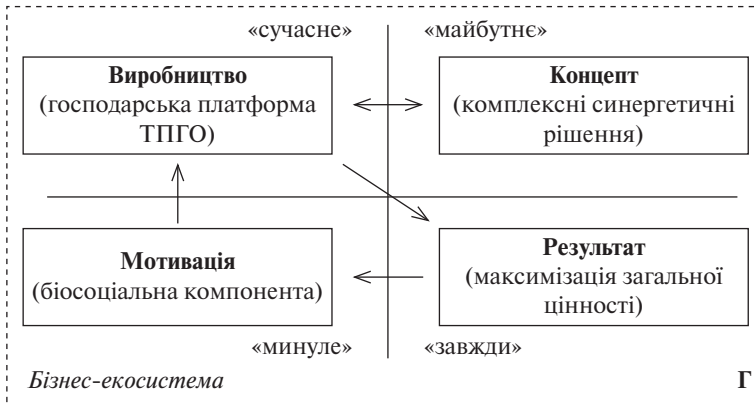 «сучасне» «майбутнє»
Виробництво
(господарська платформа
ТПГО)
Концепт
(комплексні синергетичні
рішення)
Мотивація
(біосоціальна компонента)
Результат
(максимізація загальної
цінності)
«минуле» «завжди»
Бізнес-екосистема Г